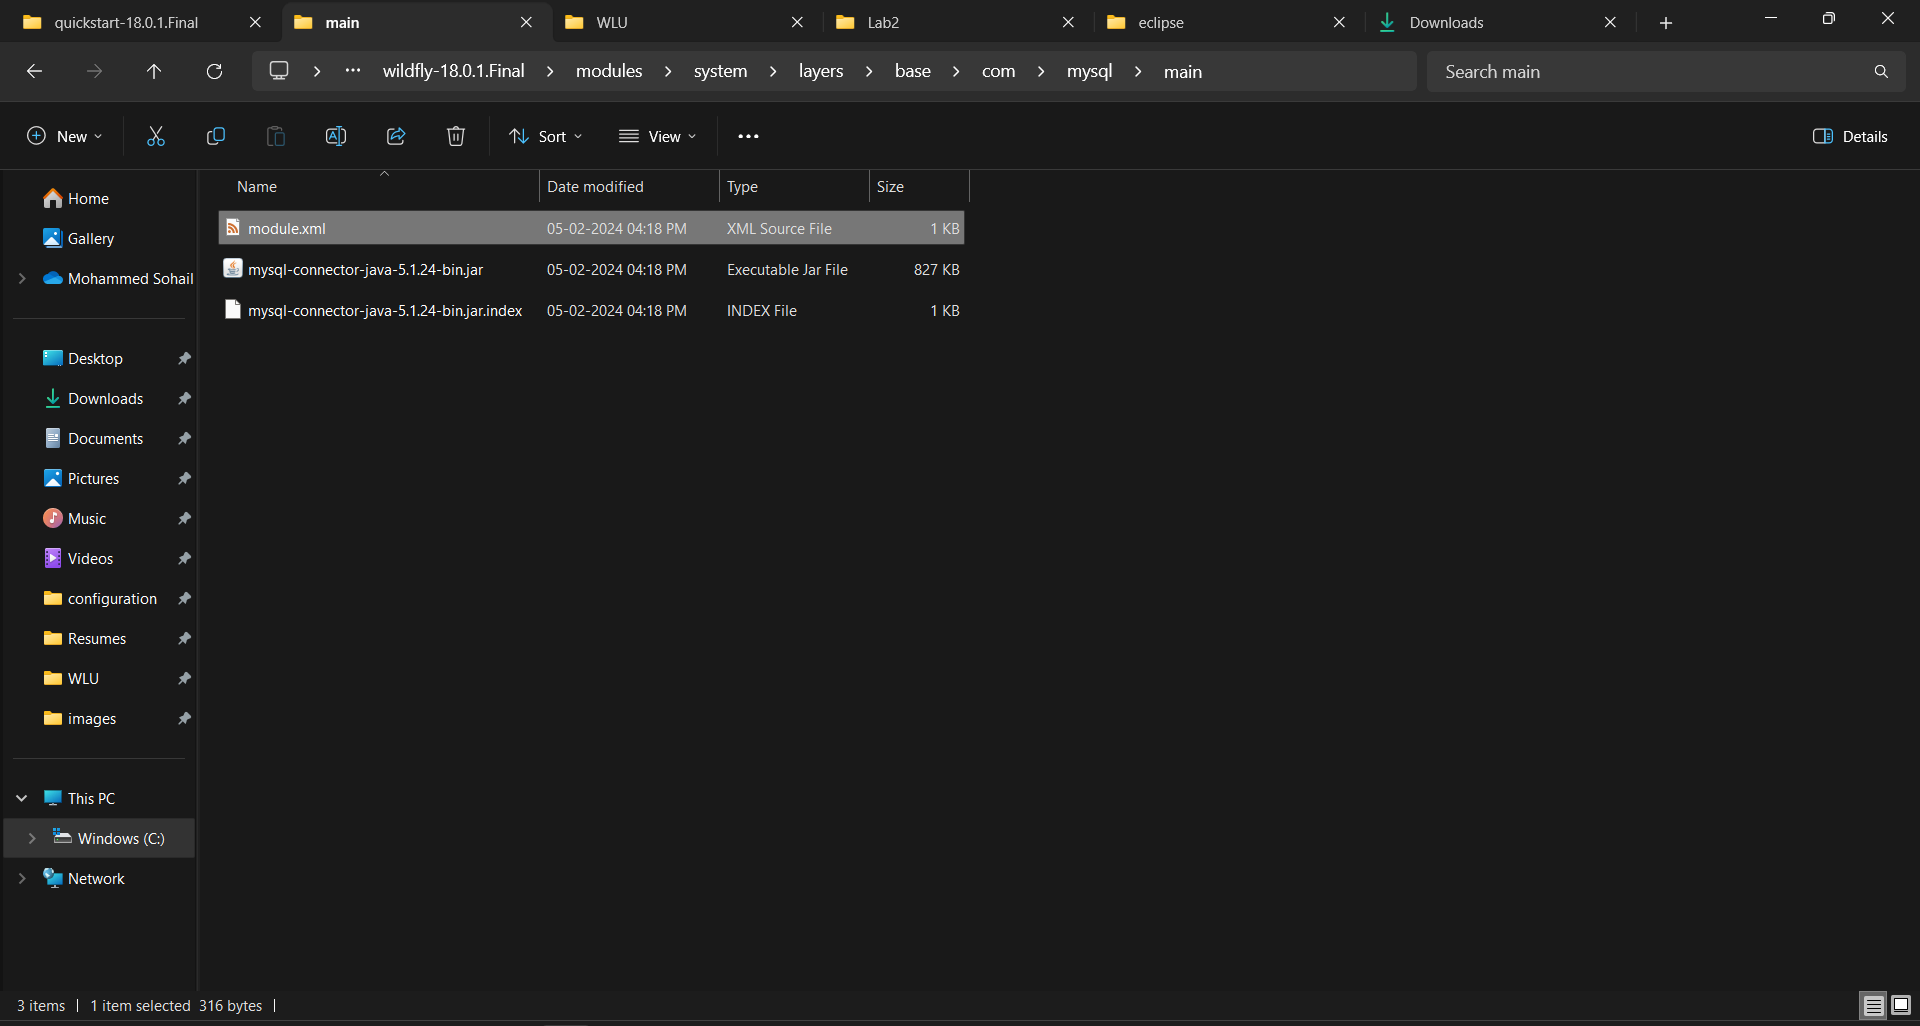 quickstart-18.0.1.Final
main
WLU
Lab2
eclipse
Downloads
wildfly-18.0.1.Final > modules > system > layers > base > com > mysql > main
Search main
New
Sort
View
Details
Name Date modified Type Size
module.xml 05-02-2024 04:18 PM XML Source File 1 KB
mysql-connector-java-5.1.24-bin.jar 05-02-2024 04:18 PM Executable Jar File 827 KB
mysql-connector-java-5.1.24-bin.jar.index 05-02-2024 04:18 PM INDEX File 1 KB
Home
Gallery
Mohammed Sohail
Desktop
Downloads
Documents
Pictures
Music
Videos
configuration
Resumes
WLU
images
This PC
Windows (C:)
Network
3 items | 1 item selected 316 bytes |